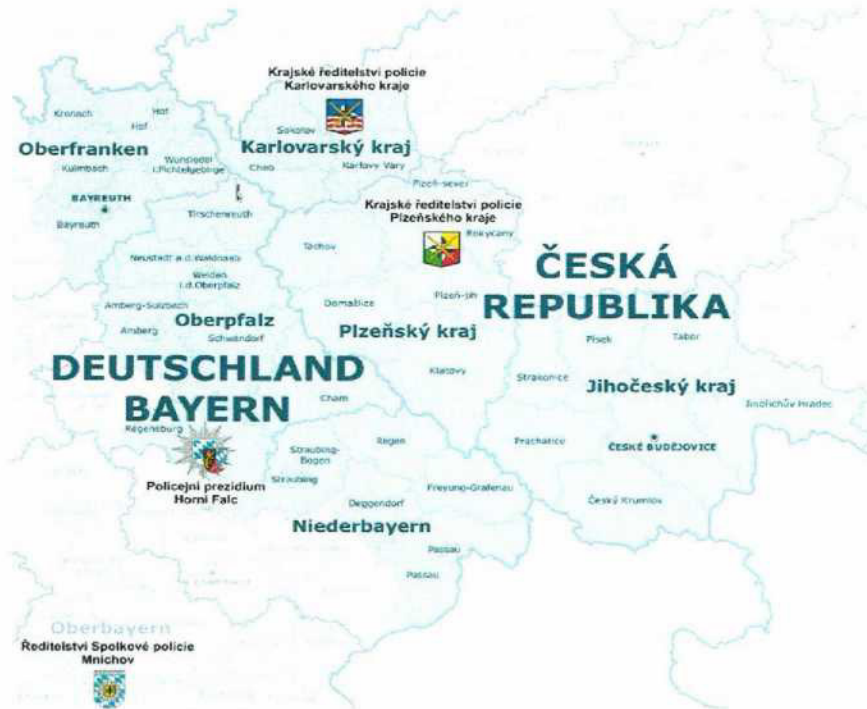 Krajské ředitelství policie
Karlovarského kraje
Kronach
Hof
Hof
Sokolov
Oberfranken
Karlovarský kraj
Kulmbach
Wunsiedel
i.Fichtelgebirge
Cheb
Karlovy Vary
Plzeň-sever
BAYREUTH
Krajské ředitelství policie
Plzeňského kraje
Tirschenreuth
Bayreuth
Rokycany
Tachov
ČESKÁ
REPUBLIKA
Neustadt a.d.Waldnaab
Weiden
i.d.Oberpfalz
Amberg-Sulzbach
Domažlice
Plzeň-jih
Oberpfalz
Amberg
Schwandorf
Plzeňský kraj
Písek
Tábor
DEUTSCHLAND
BAYERN
Klatovy
Strakonice
Jihočeský kraj
Cham
Jindřichův Hradec
Regensburg
Straubing-
Bogen
Regen
Prachatice
ČESKÉ BUDĚJOVICE
Straubing
Policejní prezidium
Horní Falc
Freyung-Grafenau
Deggendorf
Český Krumlov
Niederbayern
Passau
Passau
Oberbayern
Ředitelství Spolkové policie
Mnichov